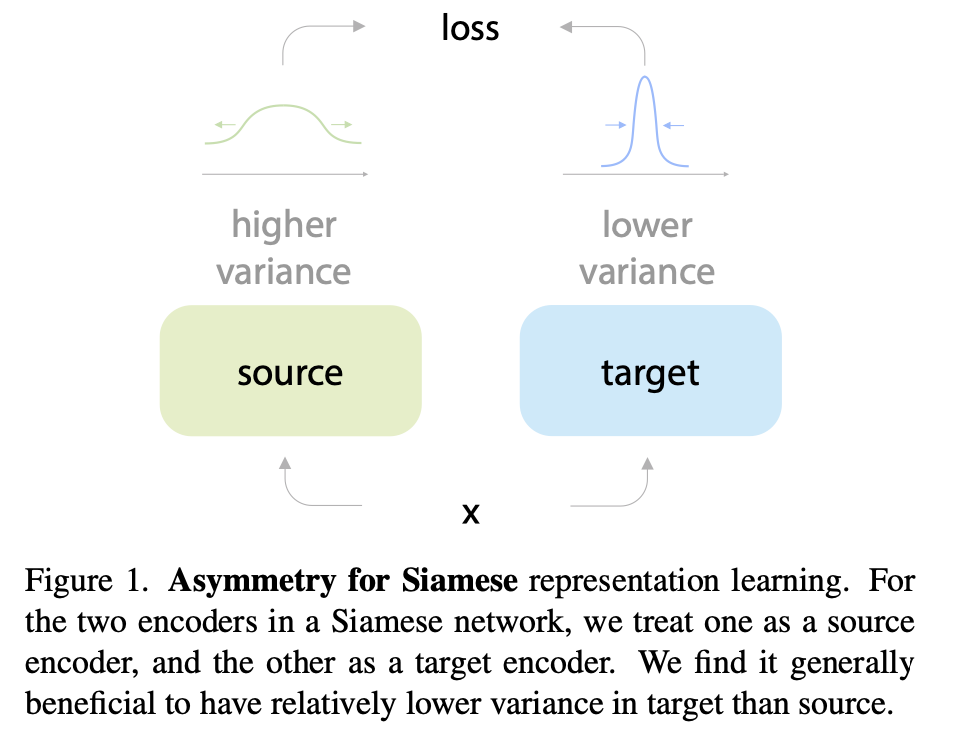 loss
higher
variance
lower
variance
source
target
x
Figure 1. Asymmetry for Siamese representation learning. For
the two encoders in a Siamese network, we treat one as a source
encoder, and the other as a target encoder. We find it generally
beneficial to have relatively lower variance in target than source.